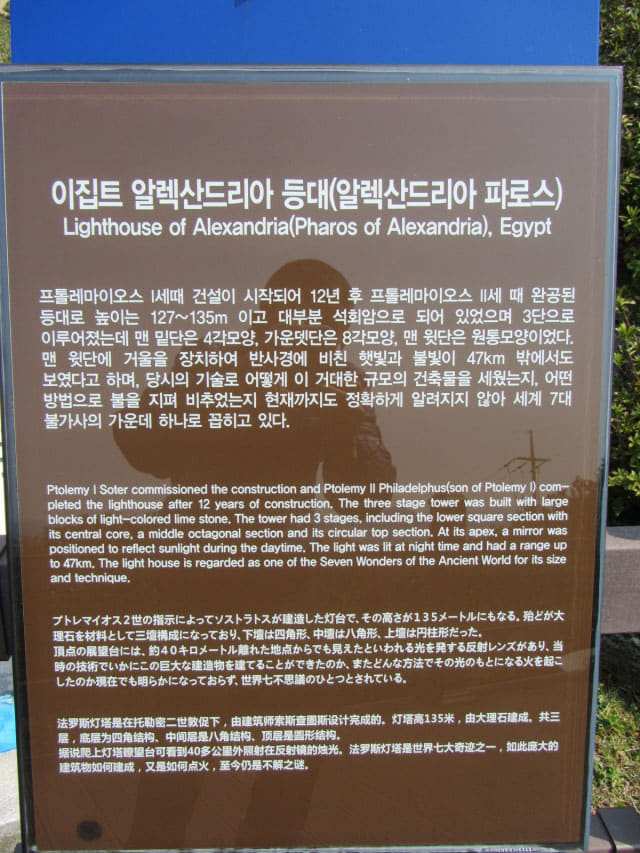 이집트 알렉산드리아 등대(알렉산드리아 파로스)
Lighthouse of Alexandria(Pharos of Alexandria), Egypt
프톨레마이오스 I세때 건설이 시작되어 12년 후 프톨레마이오스 II세 때 완공된
등대로 높이는 127~135m 이고 대부분 석회암으로 되어 있었으며 3단으로
이루어졌는데 맨 밑단은 4각모양, 가운뎃단은 8각모양, 맨 윗단은 원통모양이었다.
맨 윗단에 거울을 장치하여 반사경에 비친 햇빛과 불빛이 47km 밖에서도
보였다고 하며, 당시의 기술로 어떻게 이 거대한 규모의 건축물을 세웠는지, 어떤
방법으로 불을 지펴 비추었는지 현재까지도 정확하게 알려지지 않아 세계 7대
불가사의 가운데 하나로 꼽히고 있다.
Ptolemy I Soter commissioned the construction and Ptolemy II Philadelphus(son of Ptolemy I) com-
pleted the lighthouse after 12 years of construction. The three stage tower was built with large
blocks of light-colored lime stone. The tower had 3 stages, including the lower square section with
its central core, a middle octagonal section and its circular top section. At its apex, a mirror was
positioned to reflect sunlight during the daytime. The light was lit at night time and had a range up
to 47km. The light house is regarded as one of the Seven Wonders of the Ancient World for its size
and technique.
プトレマイオス2世の指示によってソストラトスが建造した灯台で、その高さが135メートルにもなる。殆どが大
理石を材料として三壇構成になっており、下壇は四角形、中壇は八角形、上壇は円柱形だった。
頂点の展望台には、約40キロメートル離れた地点からでも見えたといわれる光を発する反射レンズがあり、当
時の技術でいかにこの巨大な建造物を建てることができたのか、またどんな方法でその光のもとになる火を起こ
したのか現在でも明らかになっておらず、世界七不思議のひとつとされている。
法罗斯灯塔是在托勒密二世敦促下，由建筑师索斯查图斯设计完成的。灯塔高135米，由大理石建成。共三
层，底层为四角结构、中间层是八角结构、顶层是圆形结构。
据说爬上灯塔瞭望台可看到40多公里外照射在反射镜的烛光。法罗斯灯塔是世界七大奇迹之一，如此庞大的
建筑物如何建成，又是如何点火，至今仍是不解之谜。